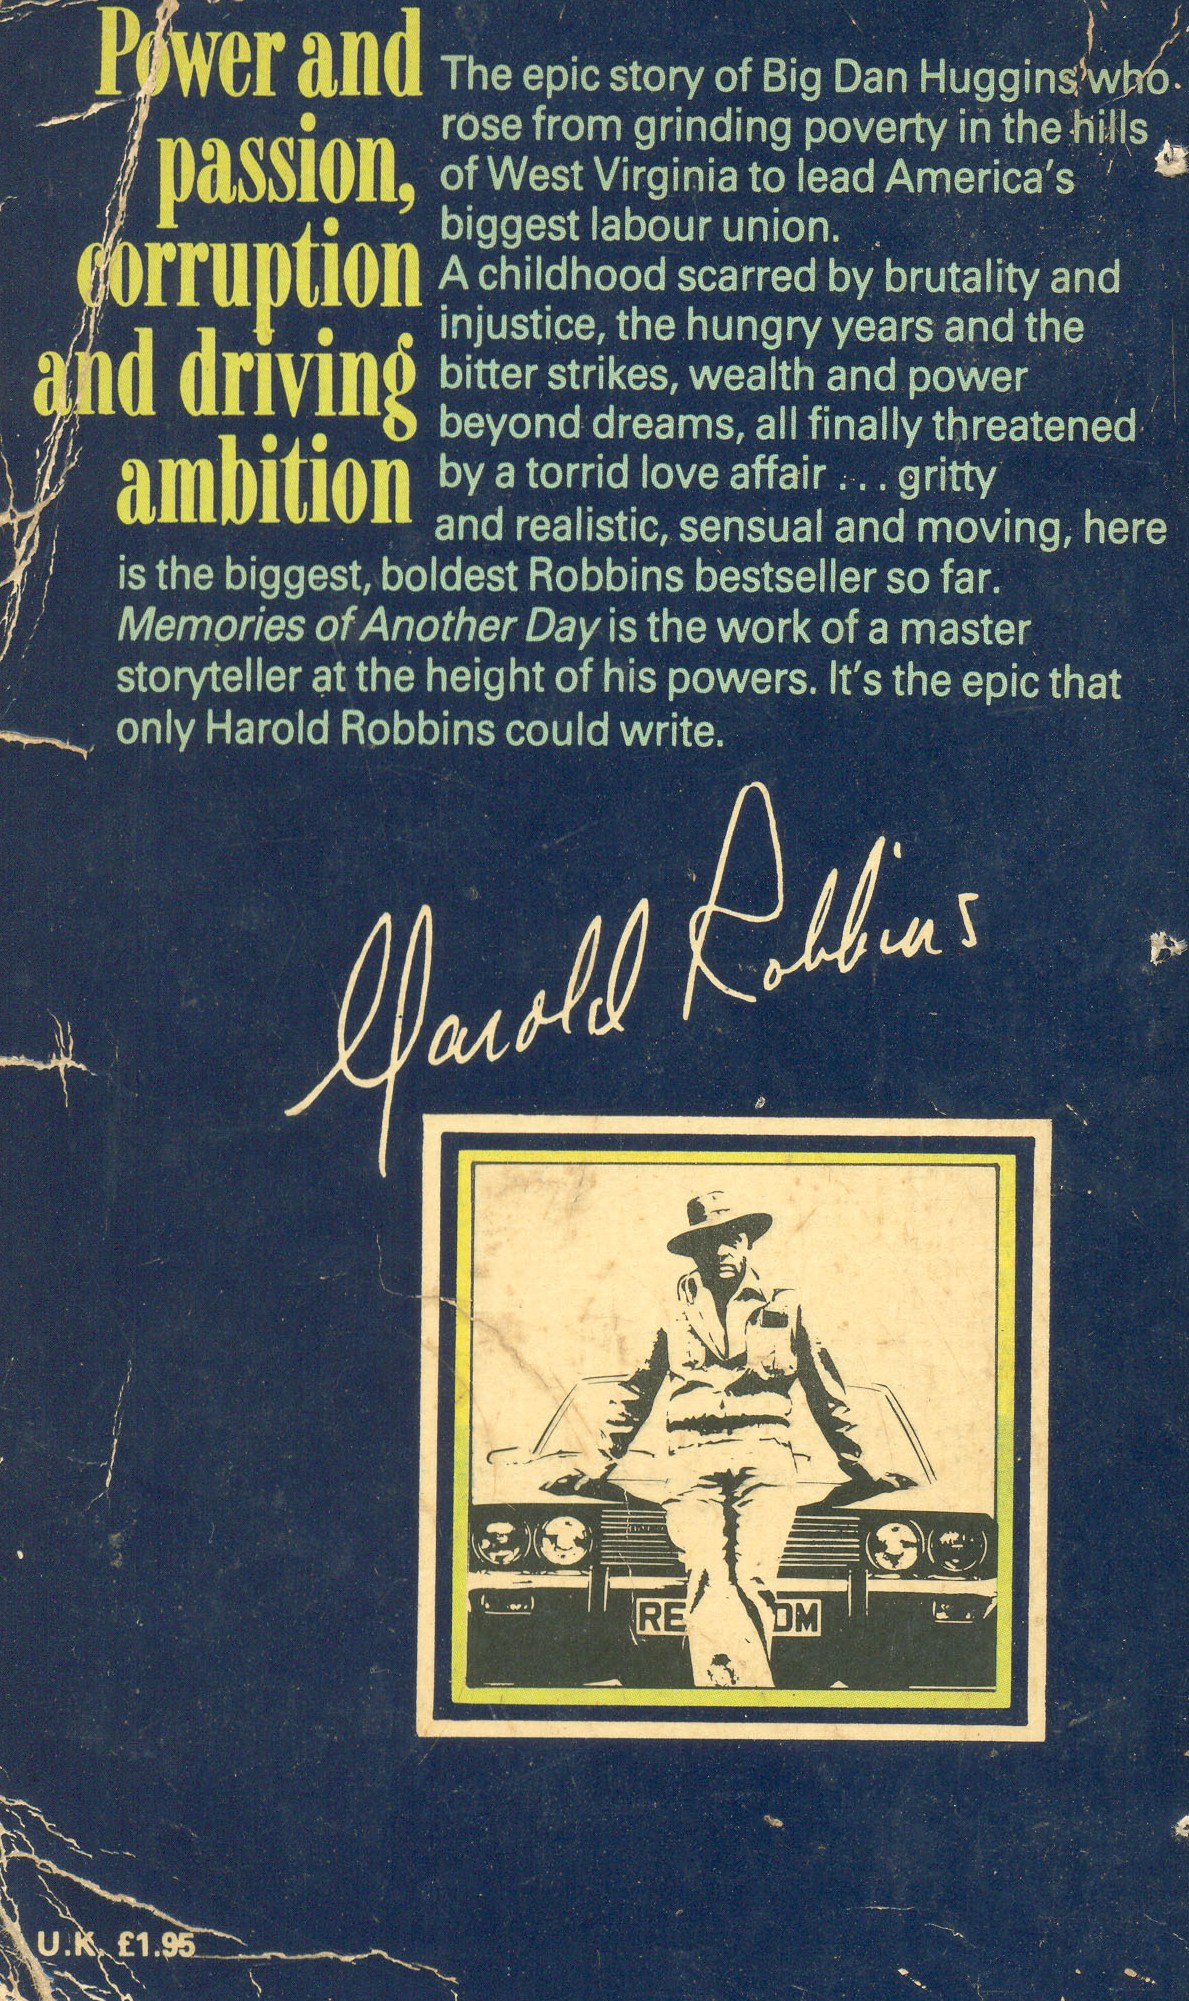 Power and
passion,
corruption
and driving
ambition
The epic story of Big Dan Huggins who
rose from grinding poverty in the hills
of West Virginia to lead America's
biggest labour union.
A childhood scarred by brutality and
injustice, the hungry years and the
bitter strikes, wealth and power
beyond dreams, all finally threatened
by a torrid love affair ... gritty
and realistic, sensual and moving, here
is the biggest, boldest Robbins bestseller so far.
Memories of Another Day is the work of a master
storyteller at the height of his powers. It's the epic that
only Harold Robbins could write.
Harold Robbins
RE DM
U.K. £1.95